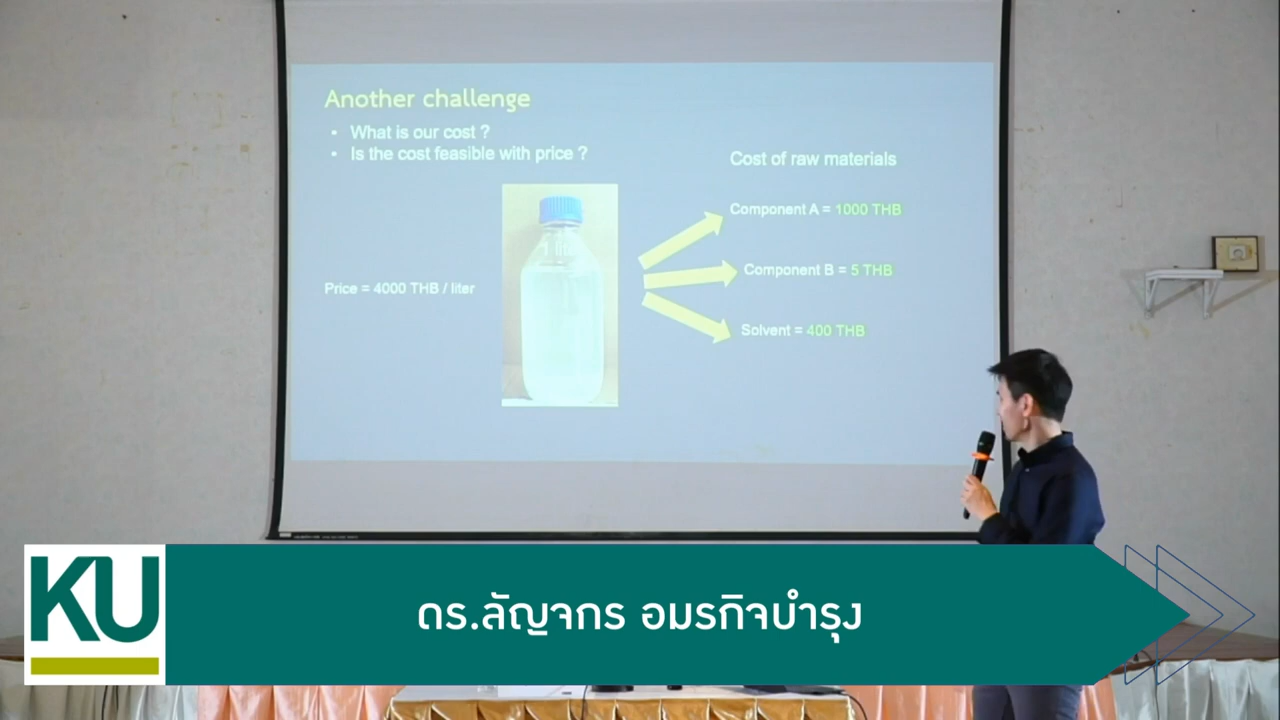 Another challenge
• What is our cost ?
• Is the cost feasible with price ?
Cost of raw materials
Component A = 1000 THB
Component B = 5 THB
Price = 4000 THB / liter
Solvent = 400 THB
KU
ดร.ลัญจกร อมรกิจบำรุง